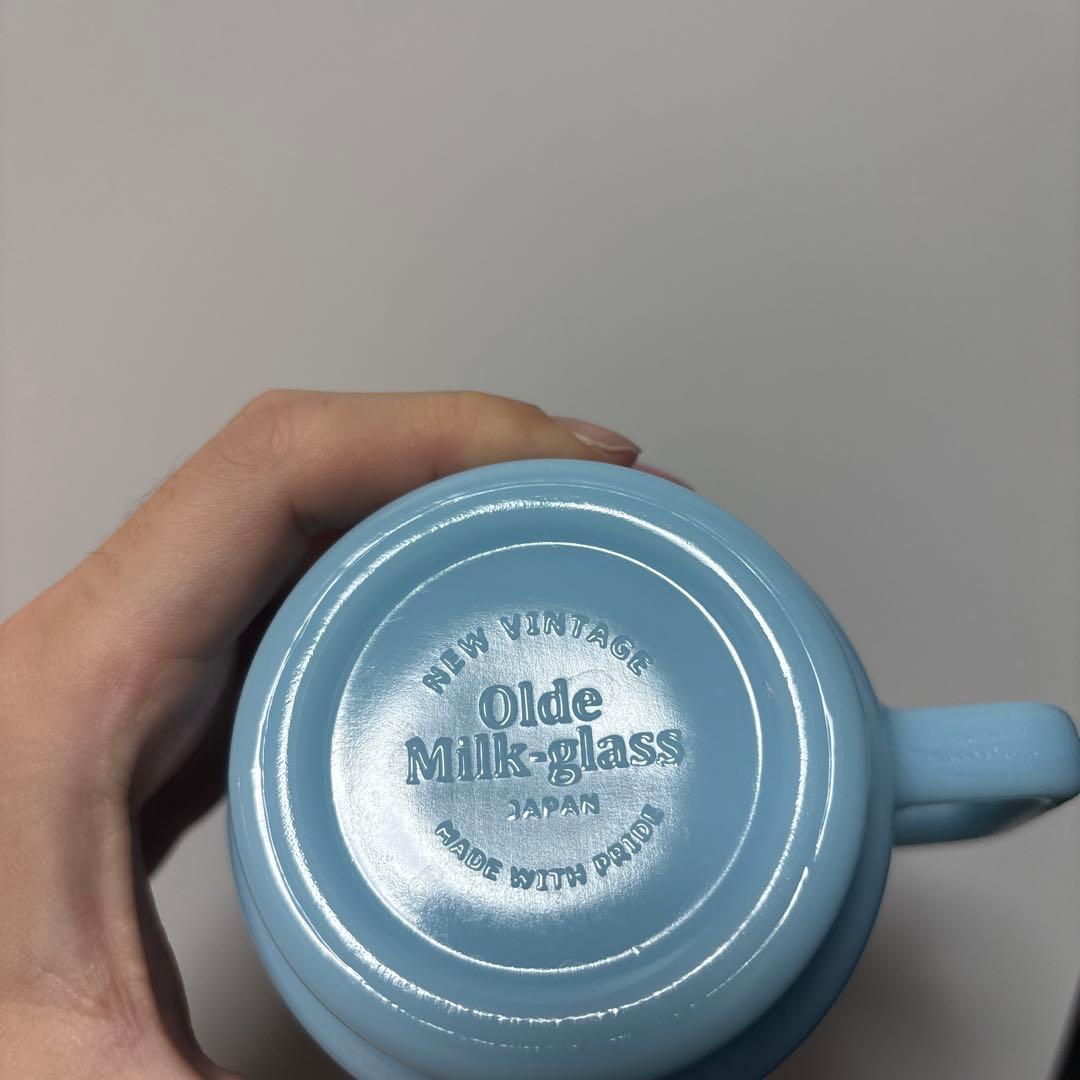 NEW VINTAGE
Olde
Milk-glass
JAPAN
MADE WITH PRIDE